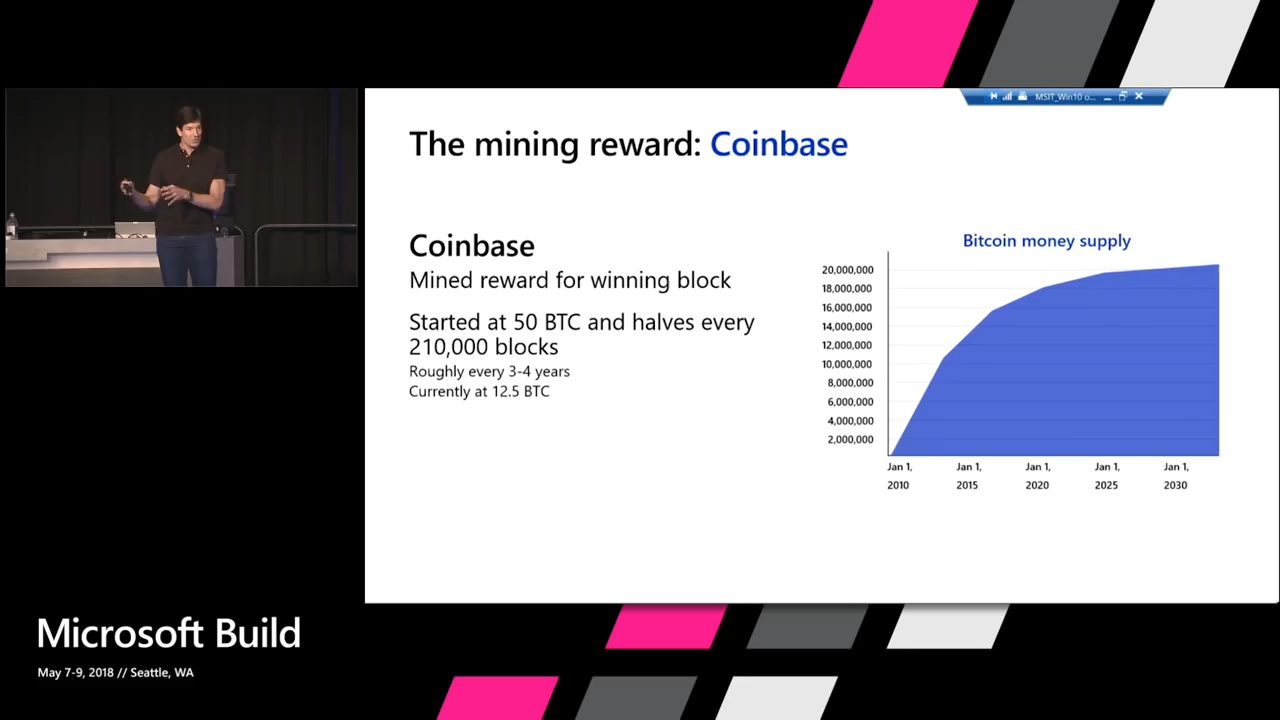 MSIT_Win10 o...
The mining reward: Coinbase
Coinbase
Mined reward for winning block
Started at 50 BTC and halves every
210,000 blocks
Roughly every 3-4 years
Currently at 12.5 BTC
Bitcoin money supply
20,000,000
18,000,000
16,000,000
14,000,000
12,000,000
10,000,000
8,000,000
6,000,000
4,000,000
2,000,000
Jan 1, 2010
Jan 1, 2015
Jan 1, 2020
Jan 1, 2025
Jan 1, 2030
Microsoft Build
May 7-9, 2018 // Seattle, WA